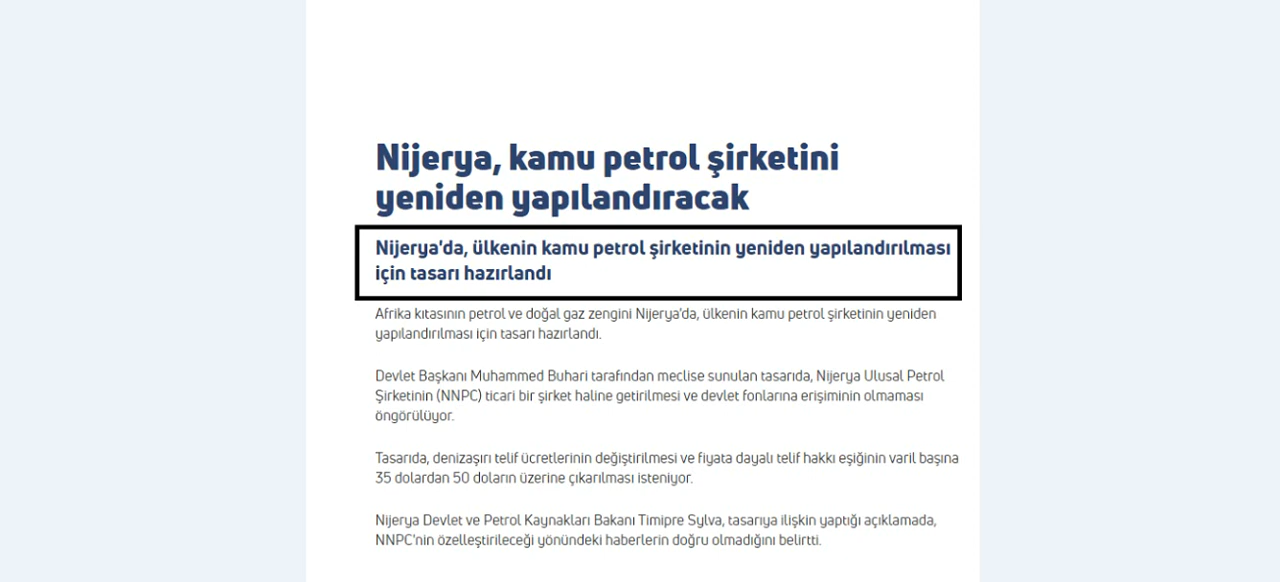 Nijerya, kamu petrol şirketini
yeniden yapılandıracak
Nijerya'da, ülkenin kamu petrol şirketinin yeniden yapılandırılması
için tasarı hazırlandı
Afrika kıtasının petrol ve doğal gaz zengini Nijerya'da, ülkenin kamu petrol şirketinin yeniden
yapılandırılması için tasarı hazırlandı.
Devlet Başkanı Muhammed Buhari tarafından meclise sunulan tasarıda, Nijerya Ulusal Petrol
Şirketinin (NNPC) ticari bir şirket haline getirilmesi ve devlet fonlarına erişiminin olmaması
öngörülüyor.
Tasarıda, denizaşırı telif ücretlerinin değiştirilmesi ve fiyata dayalı telif hakkı eşiğinin varil başına
35 dolardan 50 doların üzerine çıkarılması isteniyor.
Nijerya Devlet ve Petrol Kaynakları Bakanı Timipre Sylva, tasarıya ilişkin yaptığı açıklamada,
NNPC'nin özelleştirileceği yönündeki haberlerin doğru olmadığını belirtti.